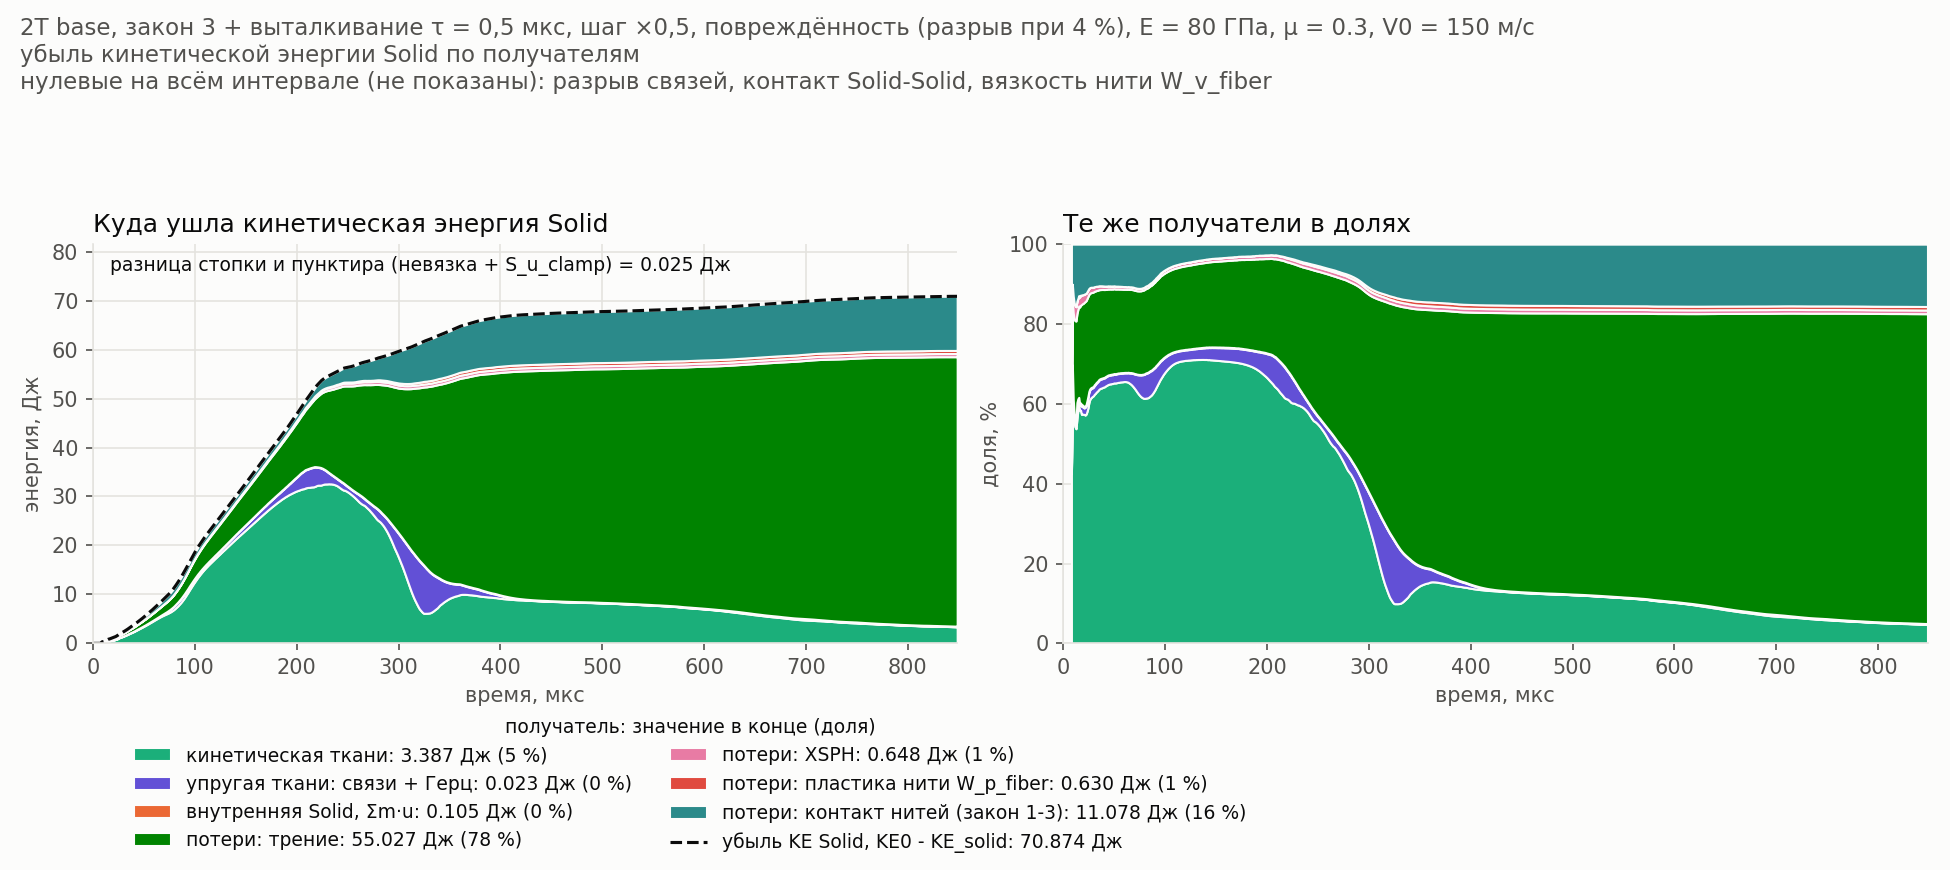 2T base, закон 3 + выталкивание τ = 0,5 мкс, шаг ×0,5, повреждённость (разрыв при 4 %), E = 80 ГПа, μ = 0.3, V0 = 150 м/с
убыль кинетической энергии Solid по получателям
нулевые на всём интервале (не показаны): разрыв связей, контакт Solid-Solid, вязкость нити W_v_fiber
Куда ушла кинетическая энергия Solid
разница стопки и пунктира (невязка + S_u_clamp) = 0.025 Дж
энергия, Дж
80
70
60
50
40
30
20
10
0
0 100 200 300 400 500 600 700 800
время, мкс
Те же получатели в долях
доля, %
100
80
60
40
20
0
0 100 200 300 400 500 600 700 800
время, мкс
получатель: значение в конце (доля)
кинетическая ткани: 3.387 Дж (5 %)
упругая ткани: связи + Герц: 0.023 Дж (0 %)
внутренняя Solid, Σm·u: 0.105 Дж (0 %)
потери: трение: 55.027 Дж (78 %)
потери: XSPH: 0.648 Дж (1 %)
потери: пластика нити W_p_fiber: 0.630 Дж (1 %)
потери: контакт нитей (закон 1-3): 11.078 Дж (16 %)
убыль KE Solid, KE0 - KE_solid: 70.874 Дж